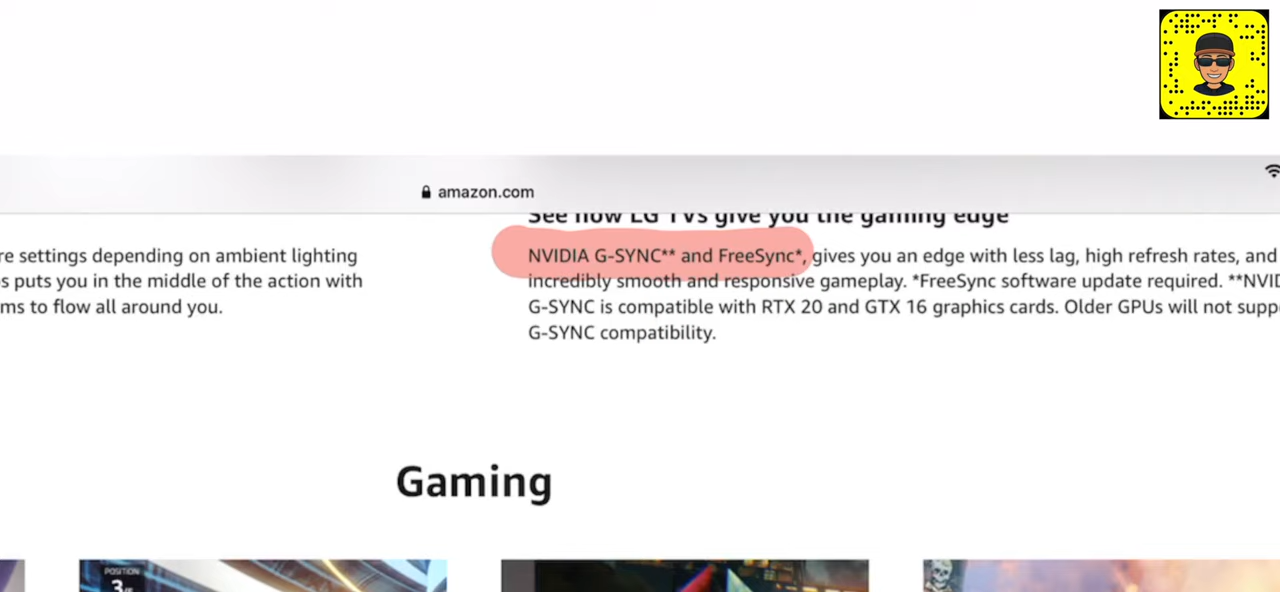 amazon.com
See how LG TVs give you the gaming edge
re settings depending on ambient lighting
s puts you in the middle of the action with
ms to flow all around you.
NVIDIA G-SYNC** and FreeSync*, gives you an edge with less lag, high refresh rates, and
incredibly smooth and responsive gameplay. *FreeSync software update required. **NVID
G-SYNC is compatible with RTX 20 and GTX 16 graphics cards. Older GPUs will not supp
G-SYNC compatibility.
Gaming
POSITION
3